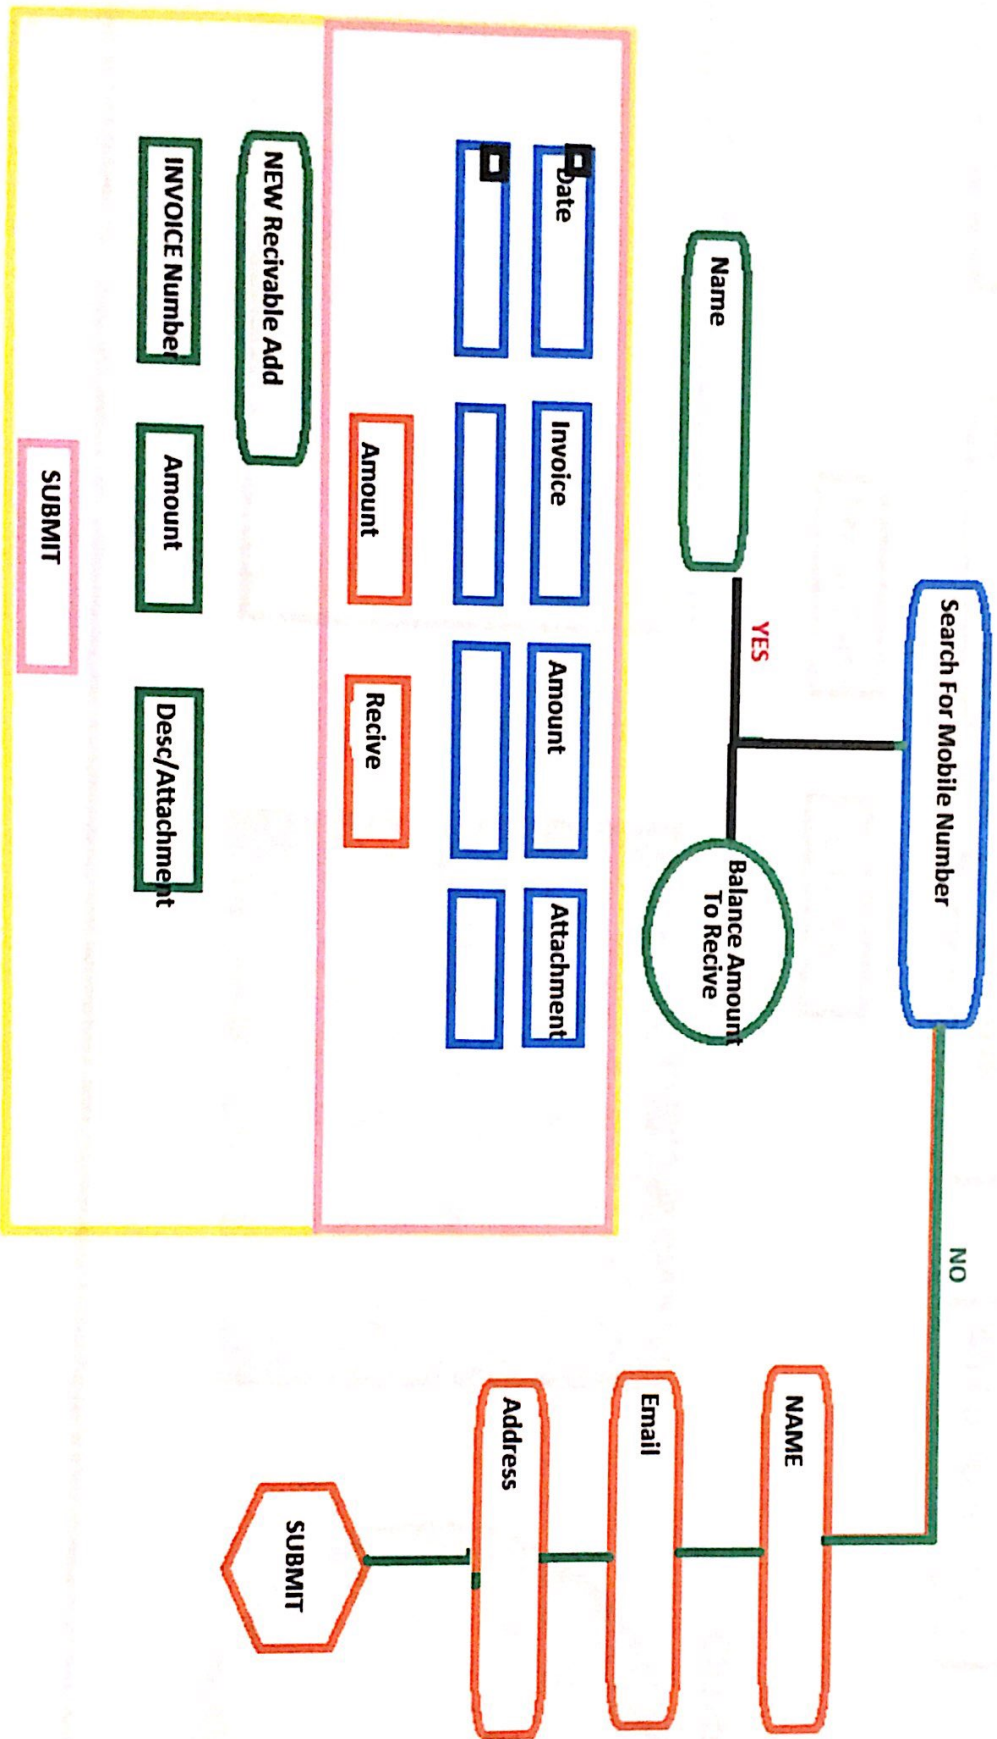 Search For Mobile Number
NO
YES
Name
Balance Amount
To Recive
NAME
Date
Invoice
Amount
Attachment
Email
Amount
Recive
Address
NEW Recivable Add
INVOICE Number
Amount
Desc/Attachment
SUBMIT
SUBMIT